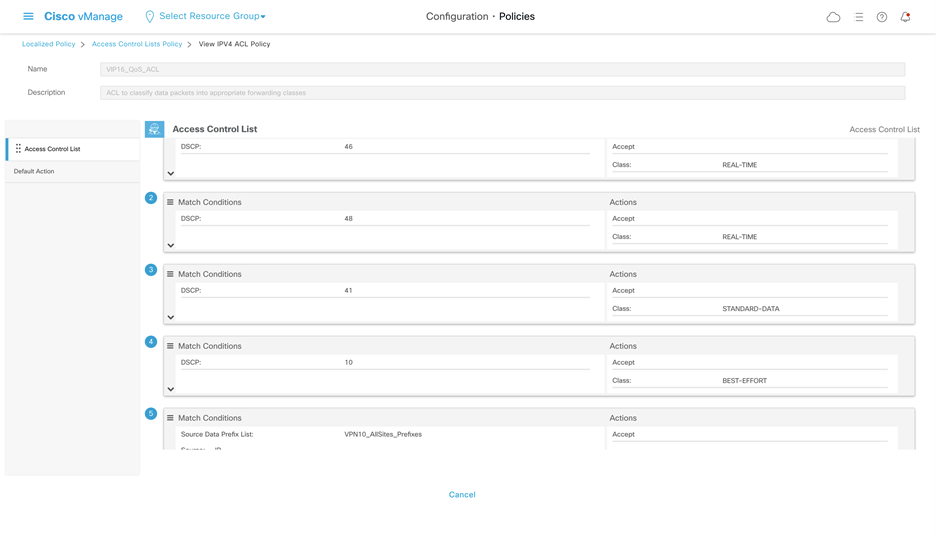 Cisco vManage
Select Resource Group
Configuration · Policies
Localized Policy > Access Control Lists Policy > View IPV4 ACL Policy
Name VIP16_QoS_ACL
Description ACL to classify data packets into appropriate forwarding classes
Access Control List
Default Action
Access Control List
Access Control List
DSCP: 46
Accept
Class: REAL-TIME
2
Match Conditions
Actions
DSCP: 48
Accept
Class: REAL-TIME
3
Match Conditions
Actions
DSCP: 41
Accept
Class: STANDARD-DATA
4
Match Conditions
Actions
DSCP: 10
Accept
Class: BEST-EFFORT
5
Match Conditions
Actions
Source Data Prefix List: VPN10_AllSites_Prefixes
Accept
Cancel